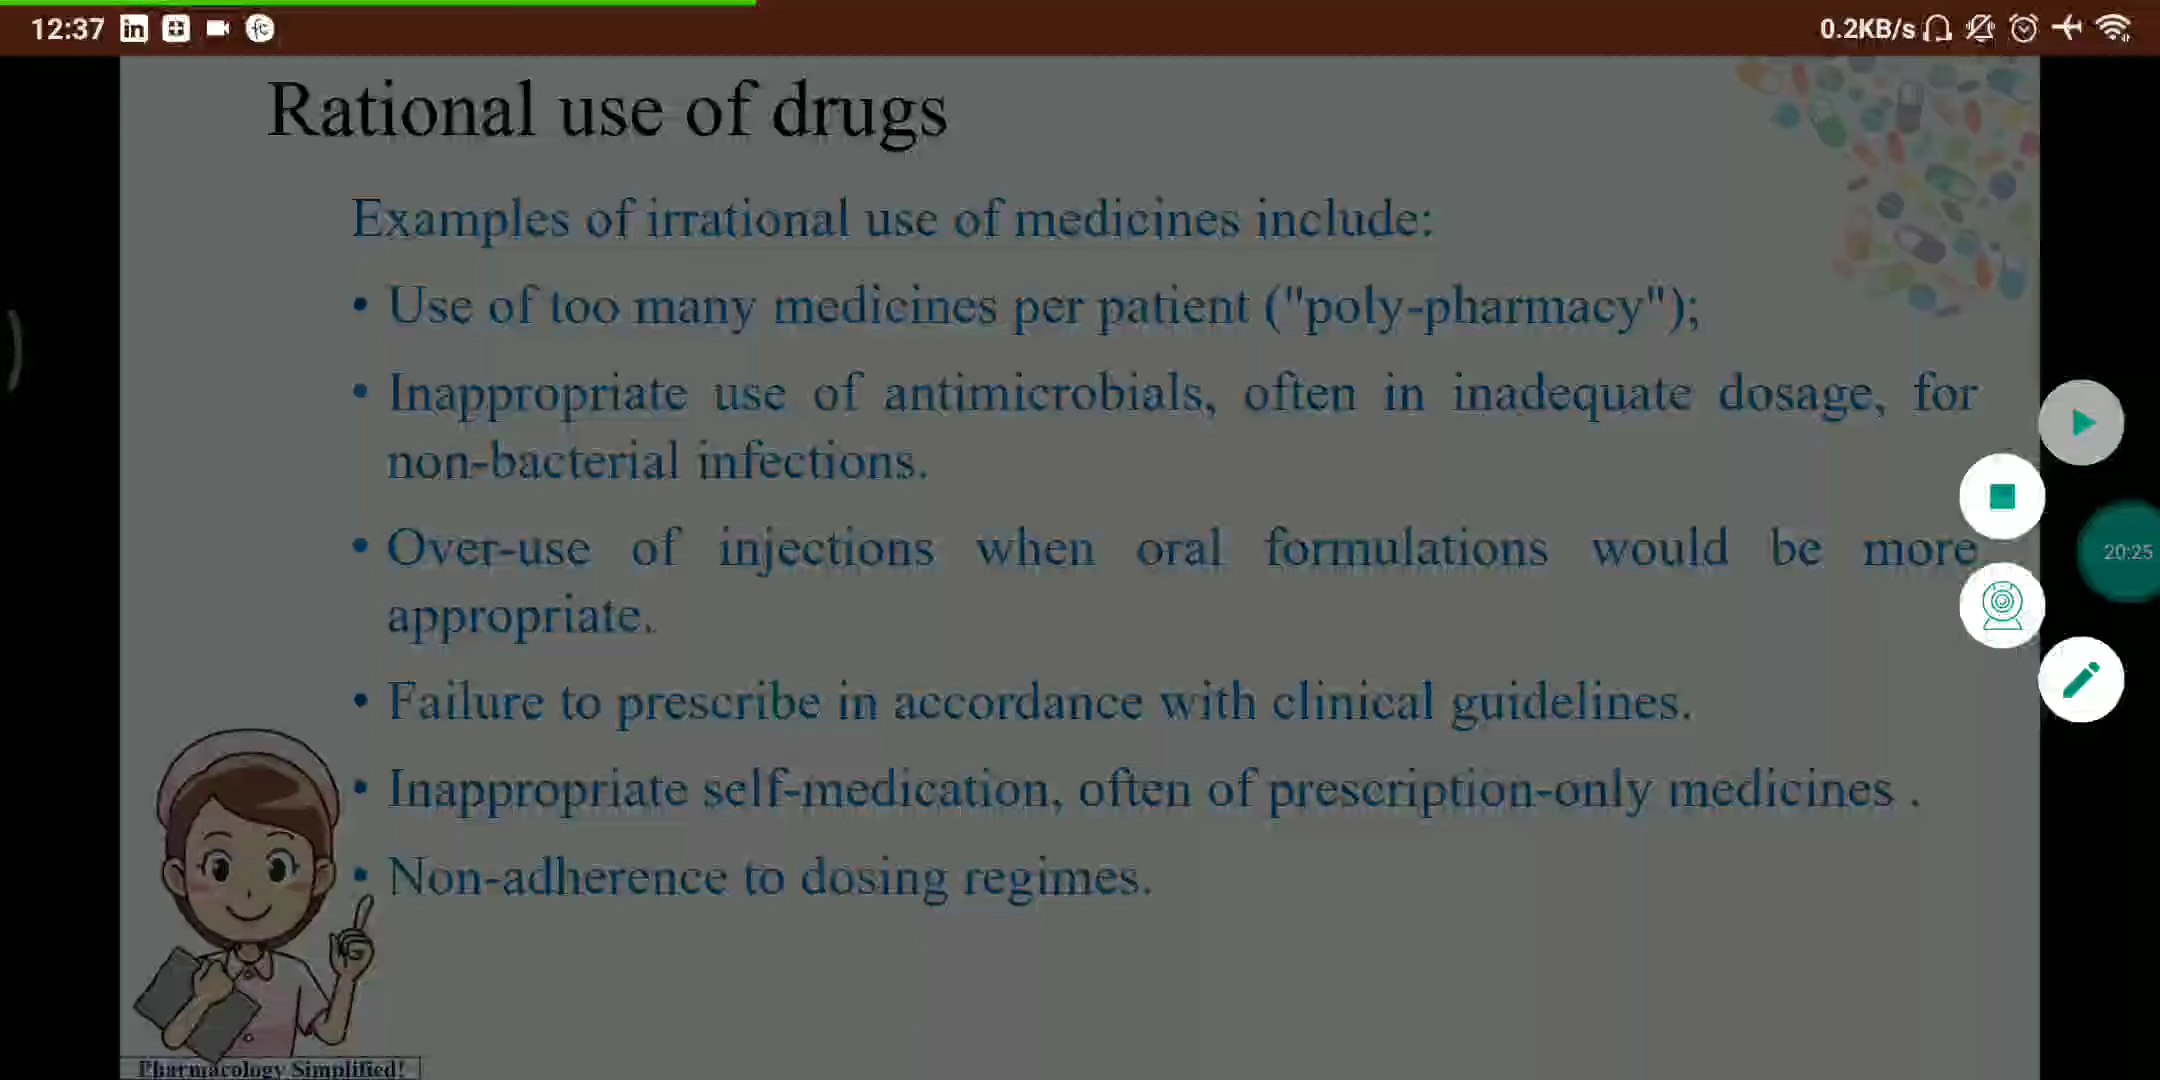 12:37
0.2KB/s
Rational use of drugs
Examples of irrational use of medicines include:
• Use of too many medicines per patient ("poly-pharmacy");
• Inappropriate use of antimicrobials, often in inadequate dosage, for
non-bacterial infections.
• Over-use of injections when oral formulations would be more
appropriate.
• Failure to prescribe in accordance with clinical guidelines.
• Inappropriate self-medication, often of prescription-only medicines .
• Non-adherence to dosing regimes.
20:25
Pharmacology Simplified!